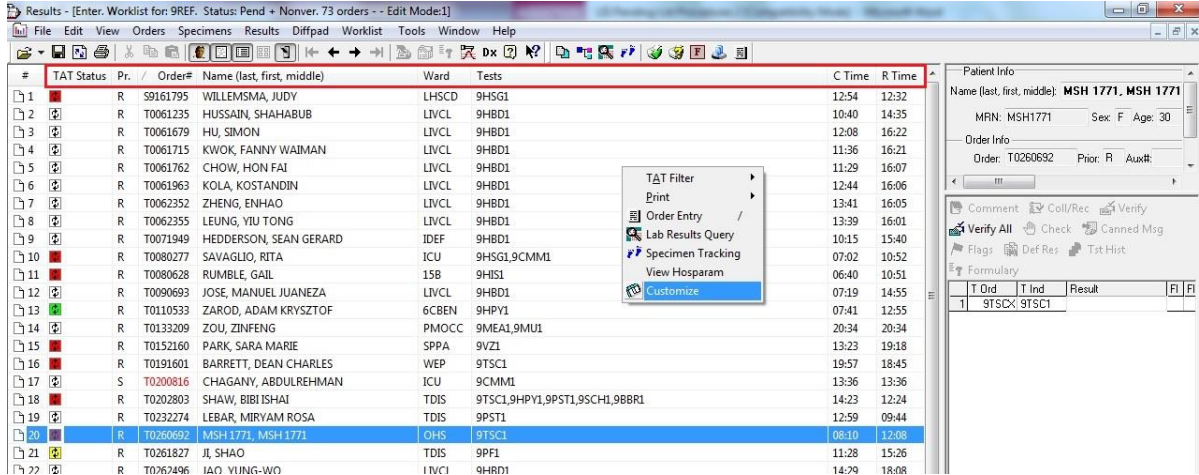 Results - [Enter. Worklist for: 9REF. Status: Pend + Nonver. 73 orders - - Edit Mode:1]
File Edit View Orders Specimens Results Diffpad Worklist Tools Window Help
Dx F
# TAT Status Pr. / Order# Name (last, first, middle) Ward Tests C Time R Time
1 R S9161795 WILLEMSMA, JUDY LHSCD 9HSG1 12:54 12:32
2 R T0061235 HUSSAIN, SHAHABUB LIVCL 9HBD1 10:40 14:35
3 R T0061679 HU, SIMON LIVCL 9HBD1 12:08 16:22
4 R T0061715 KWOK, FANNY WAIMAN LIVCL 9HBD1 11:36 16:21
5 R T0061762 CHOW, HON FAI LIVCL 9HBD1 11:29 16:07
6 R T0061963 KOLA, KOSTANDIN LIVCL 9HBD1 12:44 16:06
7 R T0062352 ZHENG, ENHAO LIVCL 9HBD1 13:41 16:05
8 R T0062355 LEUNG, YIU TONG LIVCL 9HBD1 13:39 16:01
9 R T0071949 HEDDERSON, SEAN GERARD IDEF 9HBD1 10:15 15:40
10 R T0080277 SAVAGLIO, RITA ICU 9HSG1,9CMM1 07:02 10:52
11 R T0080628 RUMBLE, GAIL 15B 9HIS1 06:40 10:51
12 R T0090693 JOSE, MANUEL JUANEZA LIVCL 9HBD1 07:19 14:55
13 R T0110533 ZAROD, ADAM KRYSZTOF 6CBEN 9HPY1 07:41 12:55
14 R T0133209 ZOU, ZINFENG PMOCC 9MEA1,9MU1 20:34 20:34
15 R T0152160 PARK, SARA MARIE SPPA 9VZ1 13:23 19:18
16 R T0191601 BARRETT, DEAN CHARLES WEP 9TSC1 19:57 18:45
17 S T0200816 CHAGANY, ABDULREHMAN ICU 9CMM1 13:36 13:36
18 R T0202803 SHAW, BIBI ISHAI TDIS 9TSC1,9HPY1,9PST1,9SCH1,9BBR1 14:23 12:24
19 R T0232274 LEBAR, MIRYAM ROSA TDIS 9PST1 12:59 09:44
20 R T0260692 MSH 1771, MSH 1771 OHS 9TSC1 08:10 12:08
21 R T0261827 JI, SHAO TDIS 9PF1 11:28 15:26
22 R T0262496 JAO, YUNG-WO LIVCL 9HBD1 14:29 18:08
TAT Filter
Print
Order Entry /
Lab Results Query
Specimen Tracking
View Hosparam
Customize
Patient Info
Name (last, first, middle): MSH 1771, MSH 1771
MRN: MSH1771 Sex: F Age: 30
Order Info
Order: T0260692 Prior: R Aux#:
Comment Coll/Rec Verify
Verify All Check Canned Msg
Flags Def Res Tst Hist
Formulary
T Ord T Ind Result Fl Fl
1 9TSCX 9TSC1